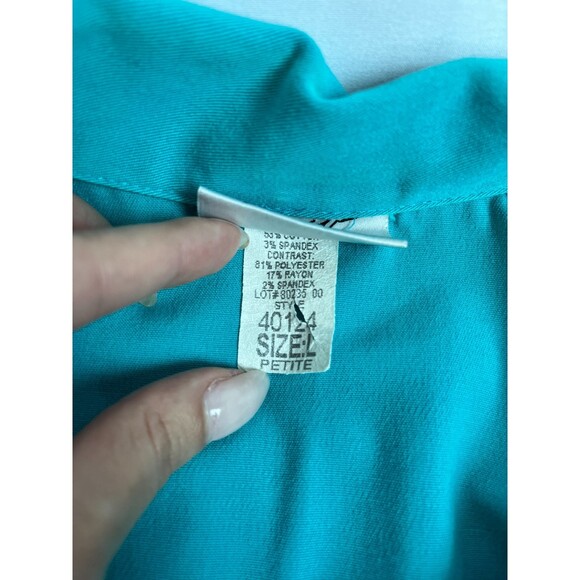 3% SPANDEX
CONTRAST:
81% POLYESTER
17% RAYON
2% SPANDEX
LOT#80235 00
STYLE
40124
SIZE:L
PETITE